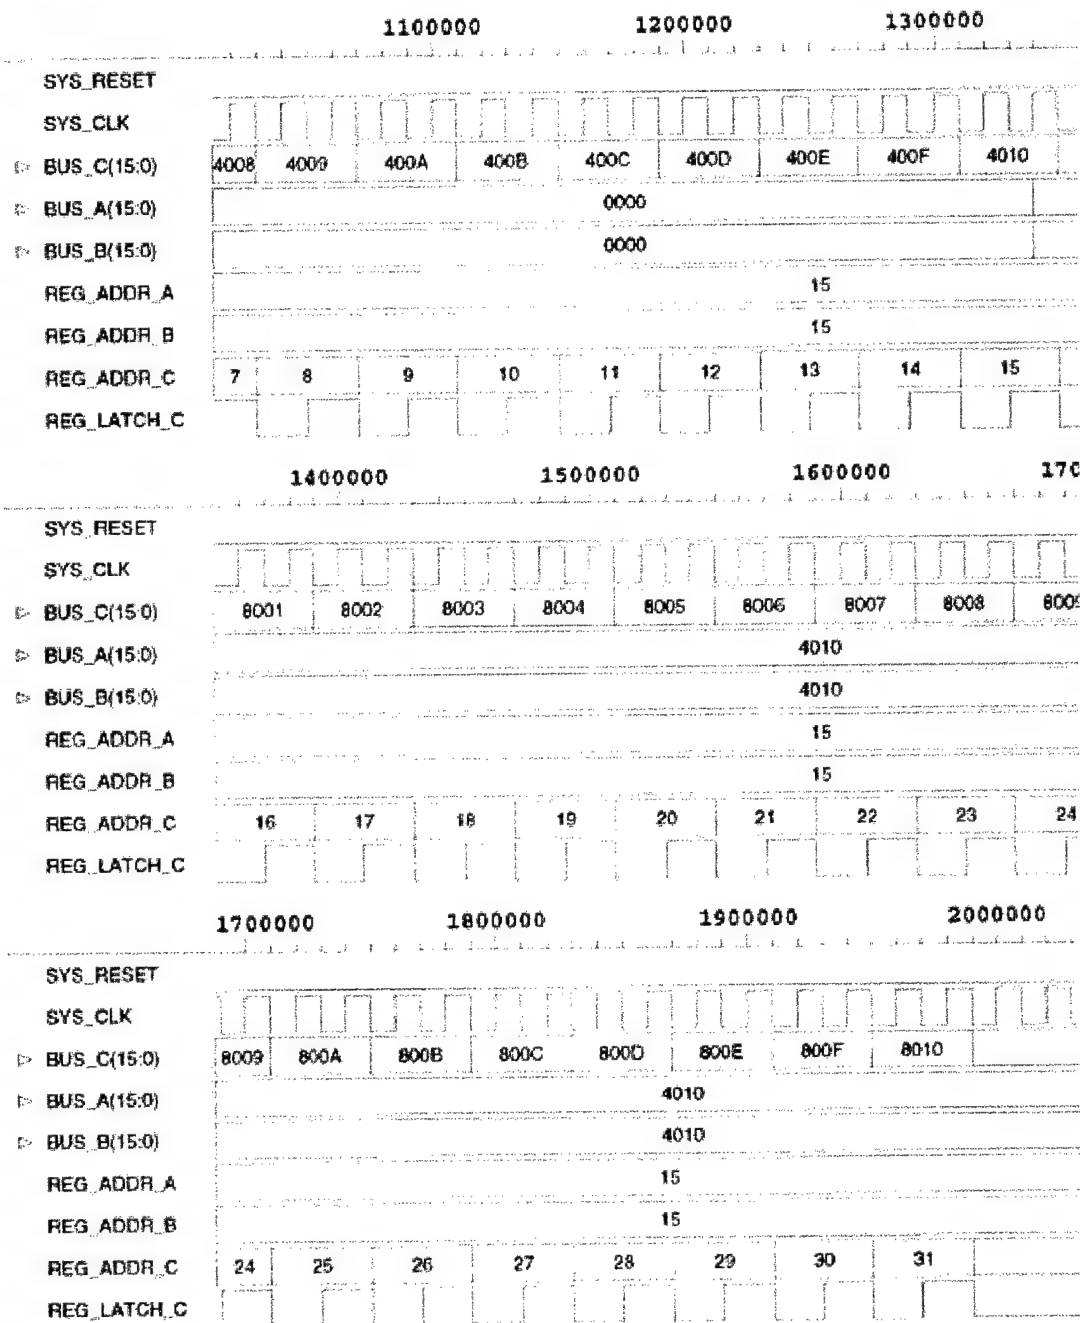 1100000 1200000 1300000
SYS_RESET
SYS_CLK
BUS_C(15:0) 4008 4009 400A 400B 400C 400D 400E 400F 4010
BUS_A(15:0) 0000
BUS_B(15:0) 0000
REG_ADDR_A 15
REG_ADDR_B 15
REG_ADDR_C 7 8 9 10 11 12 13 14 15
REG_LATCH_C
1400000 1500000 1600000 170
SYS_RESET
SYS_CLK
BUS_C(15:0) 8001 8002 8003 8004 8005 8006 8007 8008 8009
BUS_A(15:0) 4010
BUS_B(15:0) 4010
REG_ADDR_A 15
REG_ADDR_B 15
REG_ADDR_C 16 17 18 19 20 21 22 23 24
REG_LATCH_C
1700000 1800000 1900000 2000000
SYS_RESET
SYS_CLK
BUS_C(15:0) 8009 800A 800B 800C 800D 800E 800F 8010
BUS_A(15:0) 4010
BUS_B(15:0) 4010
REG_ADDR_A 15
REG_ADDR_B 15
REG_ADDR_C 24 25 26 27 28 29 30 31
REG_LATCH_C